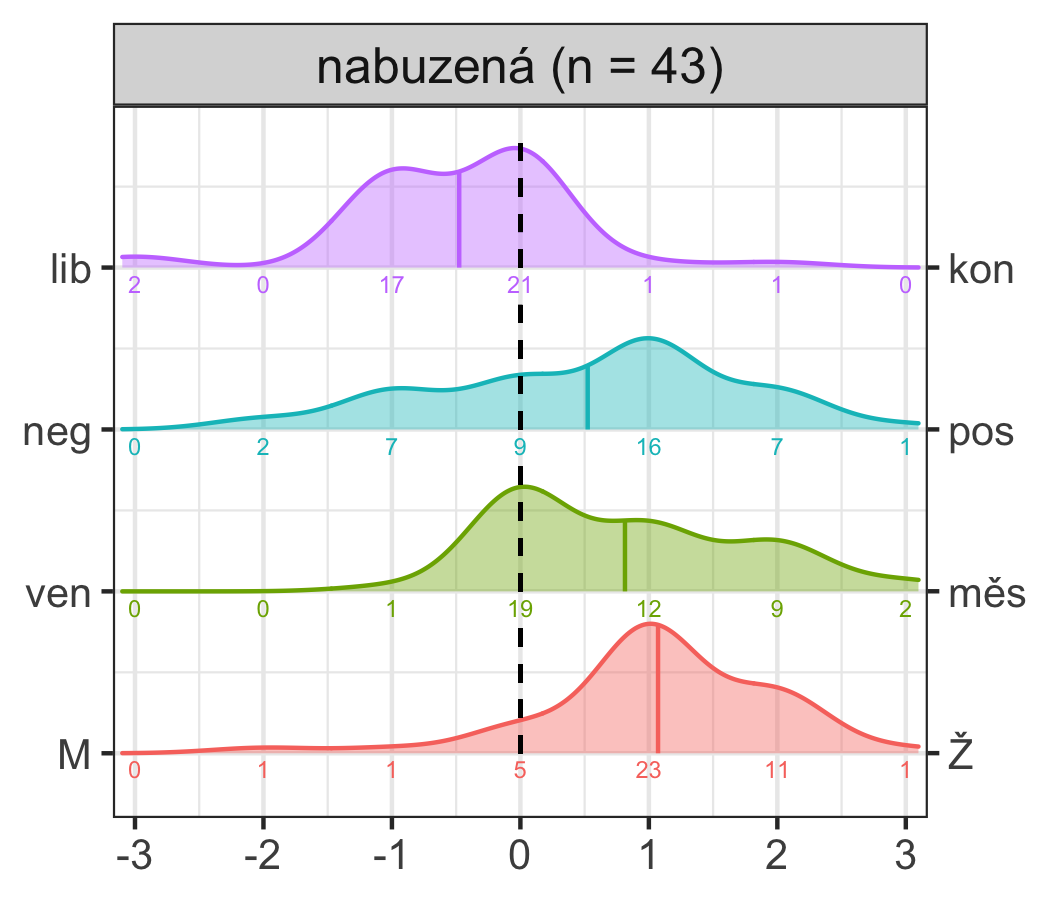 nabuzená (n = 43)
lib kon
2 0 17 21 1 1 0
neg pos
0 2 7 9 16 7 1
ven měs
0 0 1 19 12 9 2
M Ž
0 1 1 5 23 11 1
-3 -2 -1 0 1 2 3